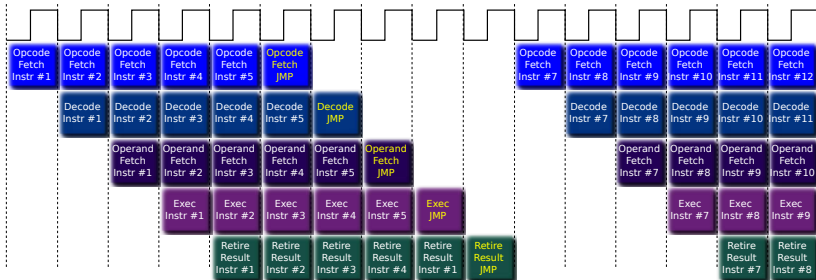 Opcode Fetch Instr #1
Opcode Fetch Instr #2
Opcode Fetch Instr #3
Opcode Fetch Instr #4
Opcode Fetch Instr #5
Opcode Fetch JMP
Opcode Fetch Instr #7
Opcode Fetch Instr #8
Opcode Fetch Instr #9
Opcode Fetch Instr #10
Opcode Fetch Instr #11
Opcode Fetch Instr #12
Decode Instr #1
Decode Instr #2
Decode Instr #3
Decode Instr #4
Decode Instr #5
Decode JMP
Decode Instr #7
Decode Instr #8
Decode Instr #9
Decode Instr #10
Decode Instr #11
Operand Fetch Instr #1
Operand Fetch Instr #2
Operand Fetch Instr #3
Operand Fetch Instr #4
Operand Fetch Instr #5
Operand Fetch JMP
Operand Fetch Instr #7
Operand Fetch Instr #8
Operand Fetch Instr #9
Operand Fetch Instr #10
Exec Instr #1
Exec Instr #2
Exec Instr #3
Exec Instr #4
Exec Instr #5
Exec JMP
Exec Instr #7
Exec Instr #8
Exec Instr #9
Retire Result Instr #1
Retire Result Instr #2
Retire Result Instr #3
Retire Result Instr #4
Retire Result Instr #1
Retire Result JMP
Retire Result Instr #7
Retire Result Instr #8